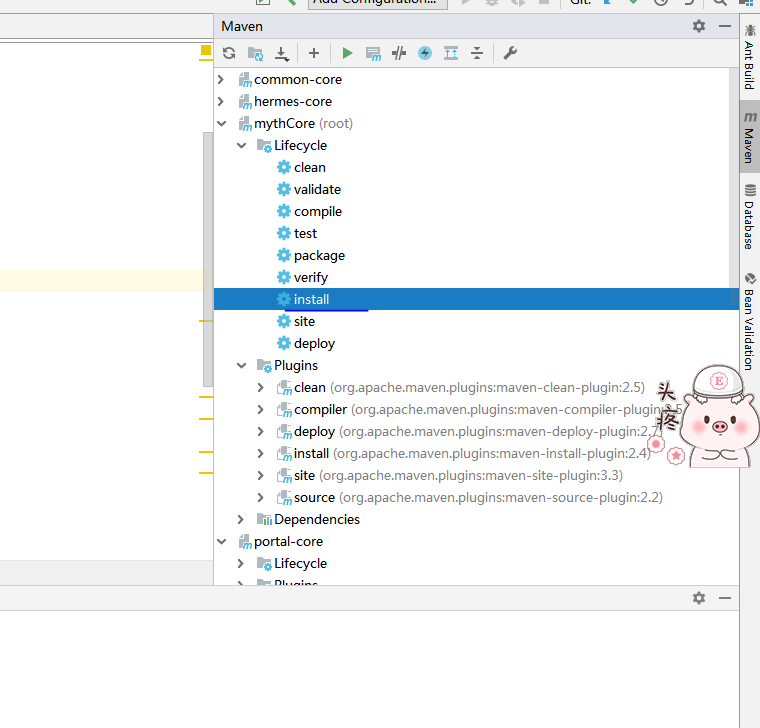 Add Configuration...
Git:
Maven
common-core
hermes-core
mythCore (root)
Lifecycle
clean
validate
compile
test
package
verify
install
site
deploy
Plugins
clean (org.apache.maven.plugins:maven-clean-plugin:2.5)
compiler (org.apache.maven.plugins:maven-compiler-plugin:
deploy (org.apache.maven.plugins:maven-deploy-plugin:2.7)
install (org.apache.maven.plugins:maven-install-plugin:2.4)
site (org.apache.maven.plugins:maven-site-plugin:3.3)
source (org.apache.maven.plugins:maven-source-plugin:2.2)
Dependencies
portal-core
Lifecycle
Plugins
Ant Build
m Maven
Database
Bean Validation
头疼
E